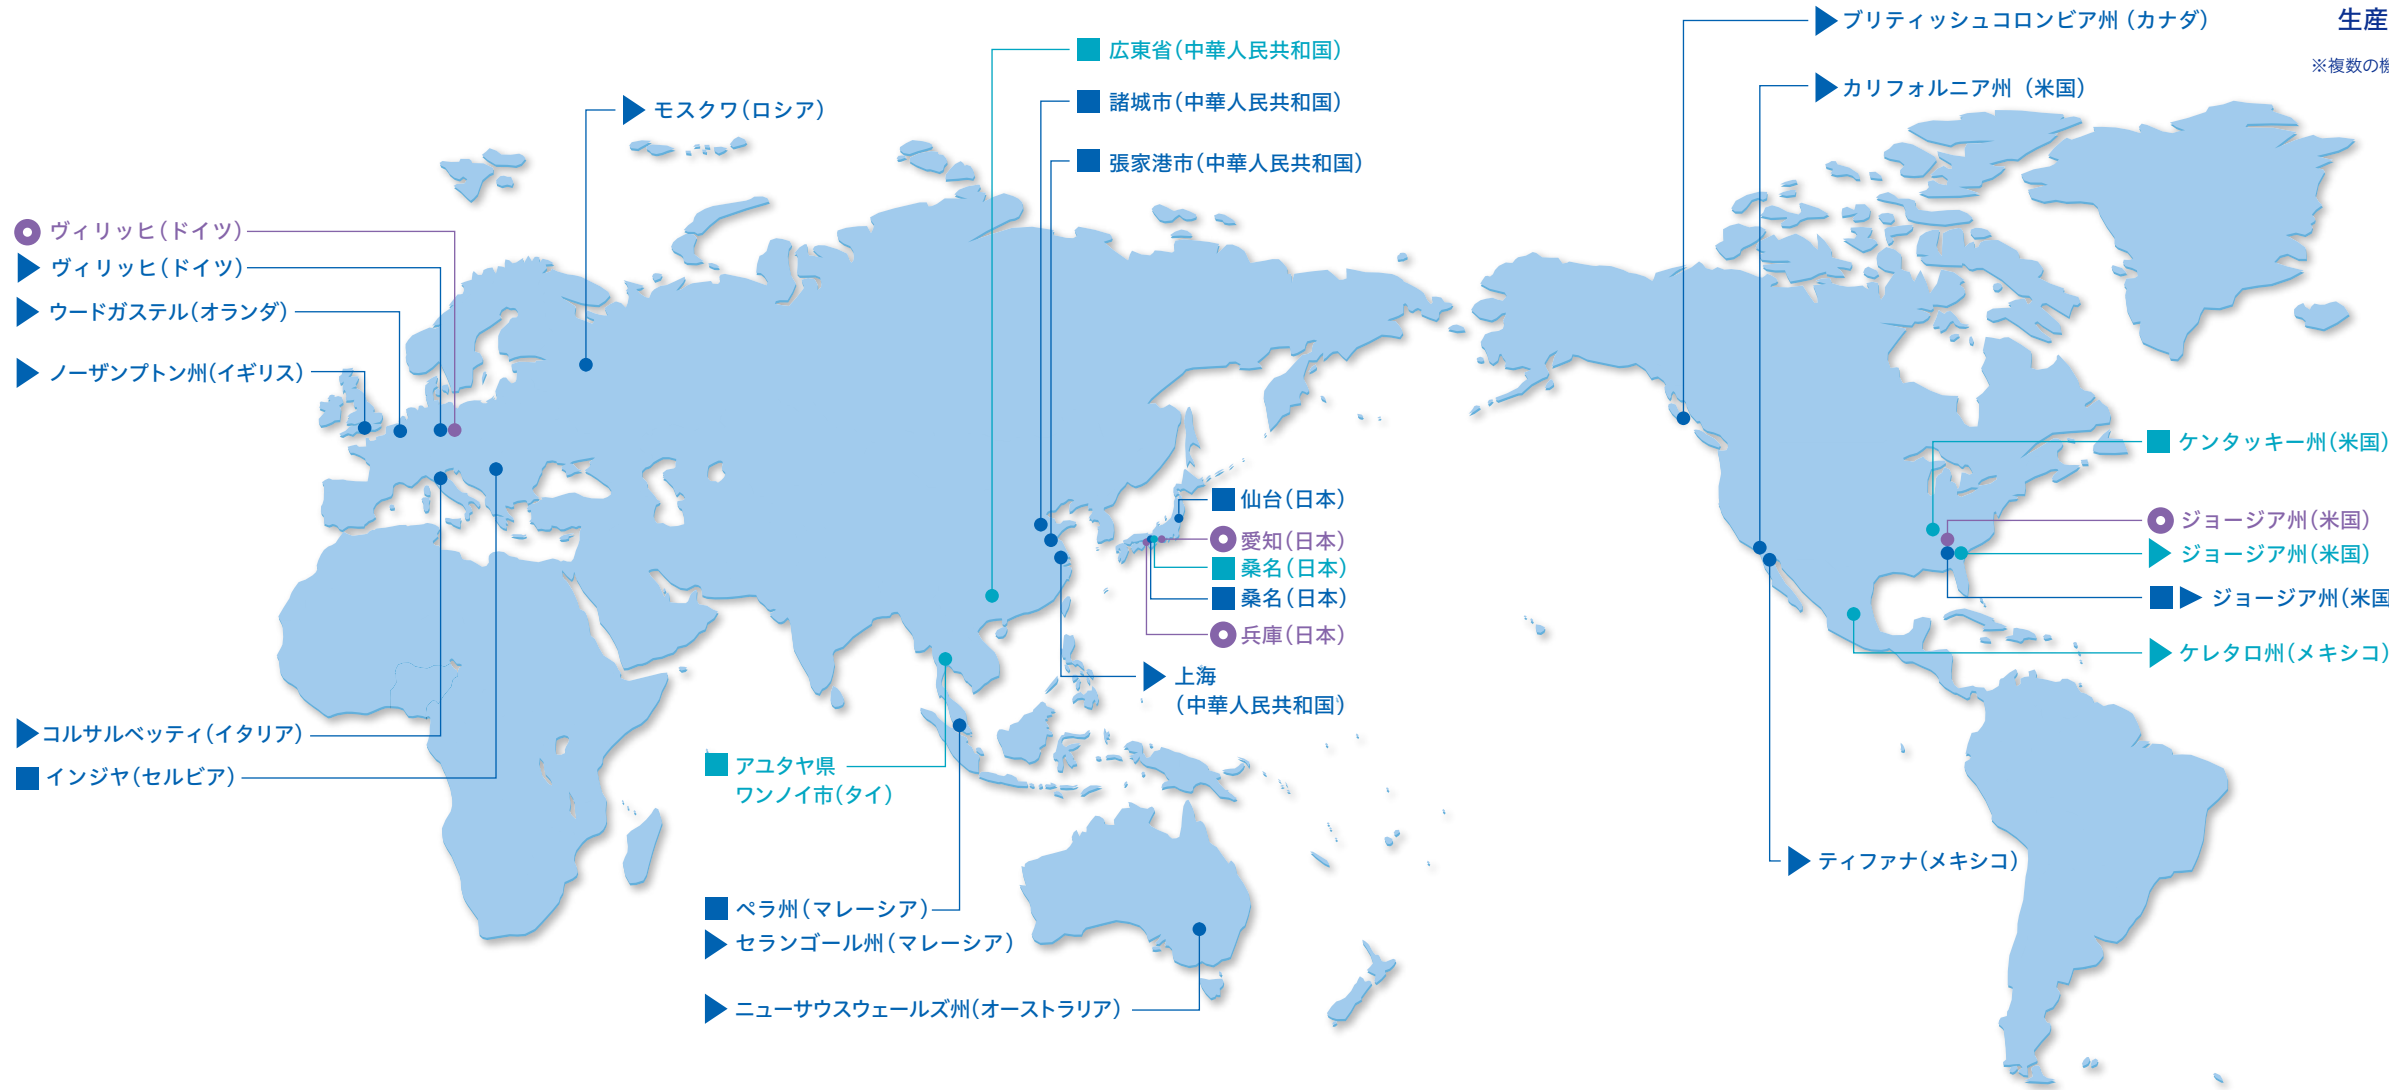 ブリティッシュコロンビア州（カナダ）
生産
※複数の
広東省（中華人民共和国）
カリフォルニア州（米国）
諸城市（中華人民共和国）
モスクワ（ロシア）
張家港市（中華人民共和国）
ヴィリッヒ（ドイツ）
ヴィリッヒ（ドイツ）
ウードガステル（オランダ）
ノーザンプトン州（イギリス）
ケンタッキー州（米国）
仙台（日本）
ジョージア州（米国）
愛知（日本）
ジョージア州（米国）
桑名（日本）
桑名（日本）
ジョージア州（米国
兵庫（日本）
ケレタロ州（メキシコ）
上海
（中華人民共和国）
コルサルベッティ（イタリア）
インジヤ（セルビア）
アユタヤ県
ワンノイ市（タイ）
ティファナ（メキシコ）
ペラ州（マレーシア）
セランゴール州（マレーシア）
ニューサウスウェールズ州（オーストラリア）